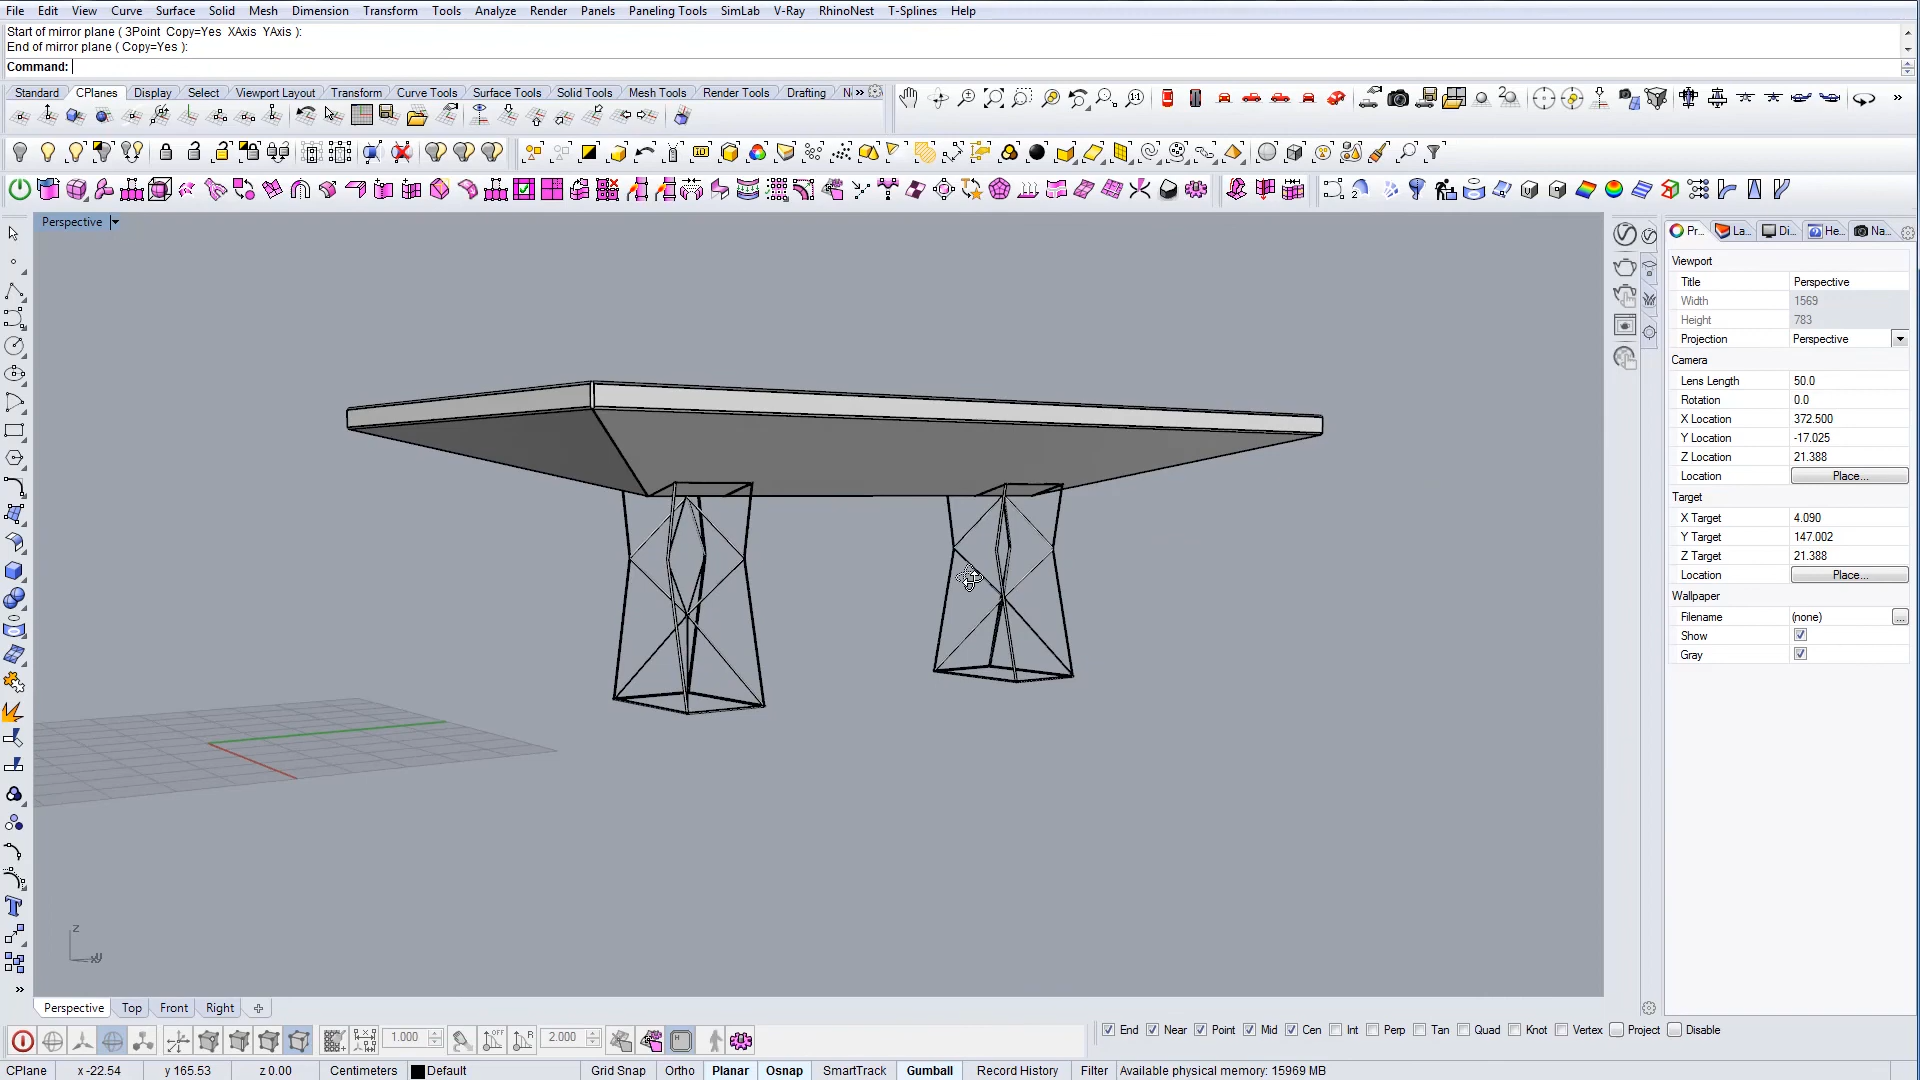 File Edit View Curve Surface Solid Mesh Dimension Transform Tools Analyze Render Panels Paneling Tools SimLab V-Ray RhinoNest T-Splines Help
Start of mirror plane ( 3Point Copy=Yes XAxis YAxis ):
End of mirror plane ( Copy=Yes ):
Command:
Standard CPlanes Display Select Viewport Layout Transform Curve Tools Surface Tools Solid Tools Mesh Tools Render Tools Drafting »
Perspective
Pr... La... Di... He... Na...
Viewport
Title Perspective
Width 1569
Height 783
Projection Perspective
Camera
Lens Length 50.0
Rotation 0.0
X Location 372.500
Y Location -17.025
Z Location 21.388
Location Place...
Target
X Target 4.090
Y Target 147.002
Z Target 21.388
Location Place...
Wallpaper
Filename (none) ...
Show
Gray
z
Perspective Top Front Right
1.000 2.000
End Near Point Mid Cen Int Perp Tan Quad Knot Vertex Project Disable
CPlane x -22.54 y 165.53 z 0.00 Centimeters Default Grid Snap Ortho Planar Osnap SmartTrack Gumball Record History Filter Available physical memory: 15969 MB